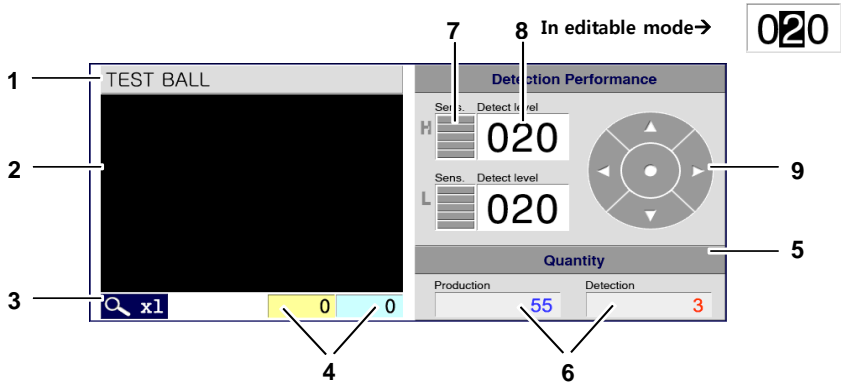 7 8 In editable mode→ 020
1 TEST BALL Detection Performance
Sens. Detect level
H 020
2 9
Sens. Detect level
L 020
5
Quantity
Production Detection
3 x1 0 0 55 3
4 6